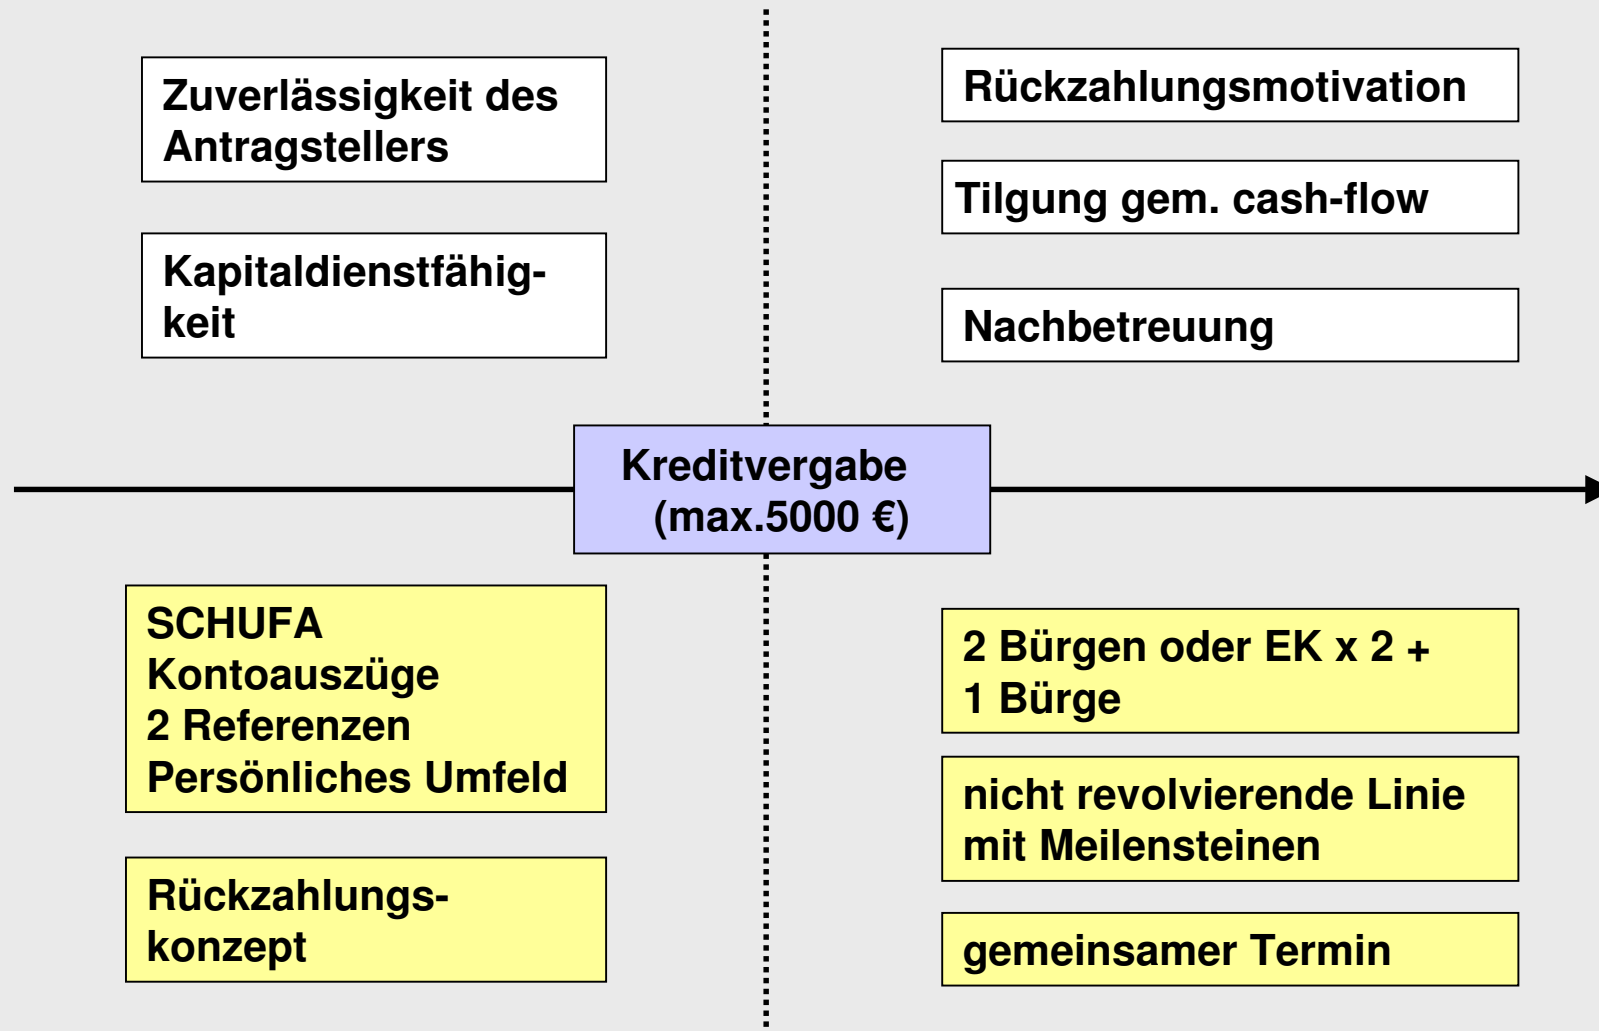 Zuverlässigkeit des
Antragstellers
Kapitaldienstfähig-
keit
Rückzahlungsmotivation
Tilgung gem. cash-flow
Nachbetreuung
Kreditvergabe
(max.5000 €)
SCHUFA
Kontoauszüge
2 Referenzen
Persönliches Umfeld
Rückzahlungs-
konzept
2 Bürgen oder EK x 2 +
1 Bürge
nicht revolvierende Linie
mit Meilensteinen
gemeinsamer Termin